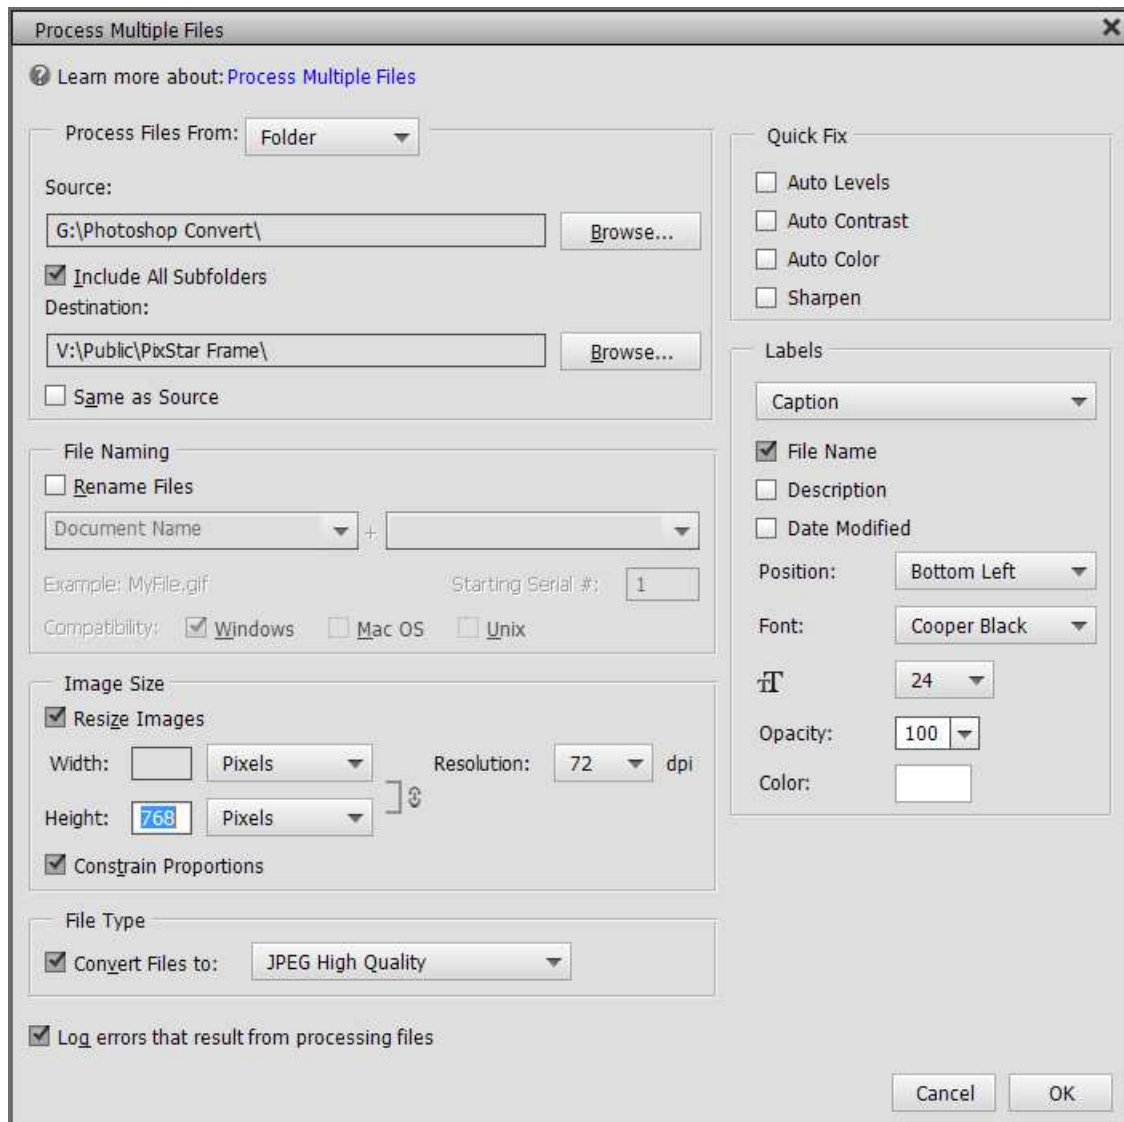 Process Multiple Files
Learn more about: Process Multiple Files
Process Files From: Folder
Source:
G:\Photoshop Convert\ Browse...
Include All Subfolders
Destination:
V:\Public\PixStar Frame\ Browse...
Same as Source
File Naming
Rename Files
Document Name +
Example: MyFile.gif Starting Serial #: 1
Compatibility: Windows Mac OS Unix
Image Size
Resize Images
Width: Pixels Resolution: 72 dpi
Height: 768 Pixels
Constrain Proportions
File Type
Convert Files to: JPEG High Quality
Log errors that result from processing files
Quick Fix
Auto Levels
Auto Contrast
Auto Color
Sharpen
Labels
Caption
File Name
Description
Date Modified
Position: Bottom Left
Font: Cooper Black
TT 24
Opacity: 100
Color:
Cancel OK